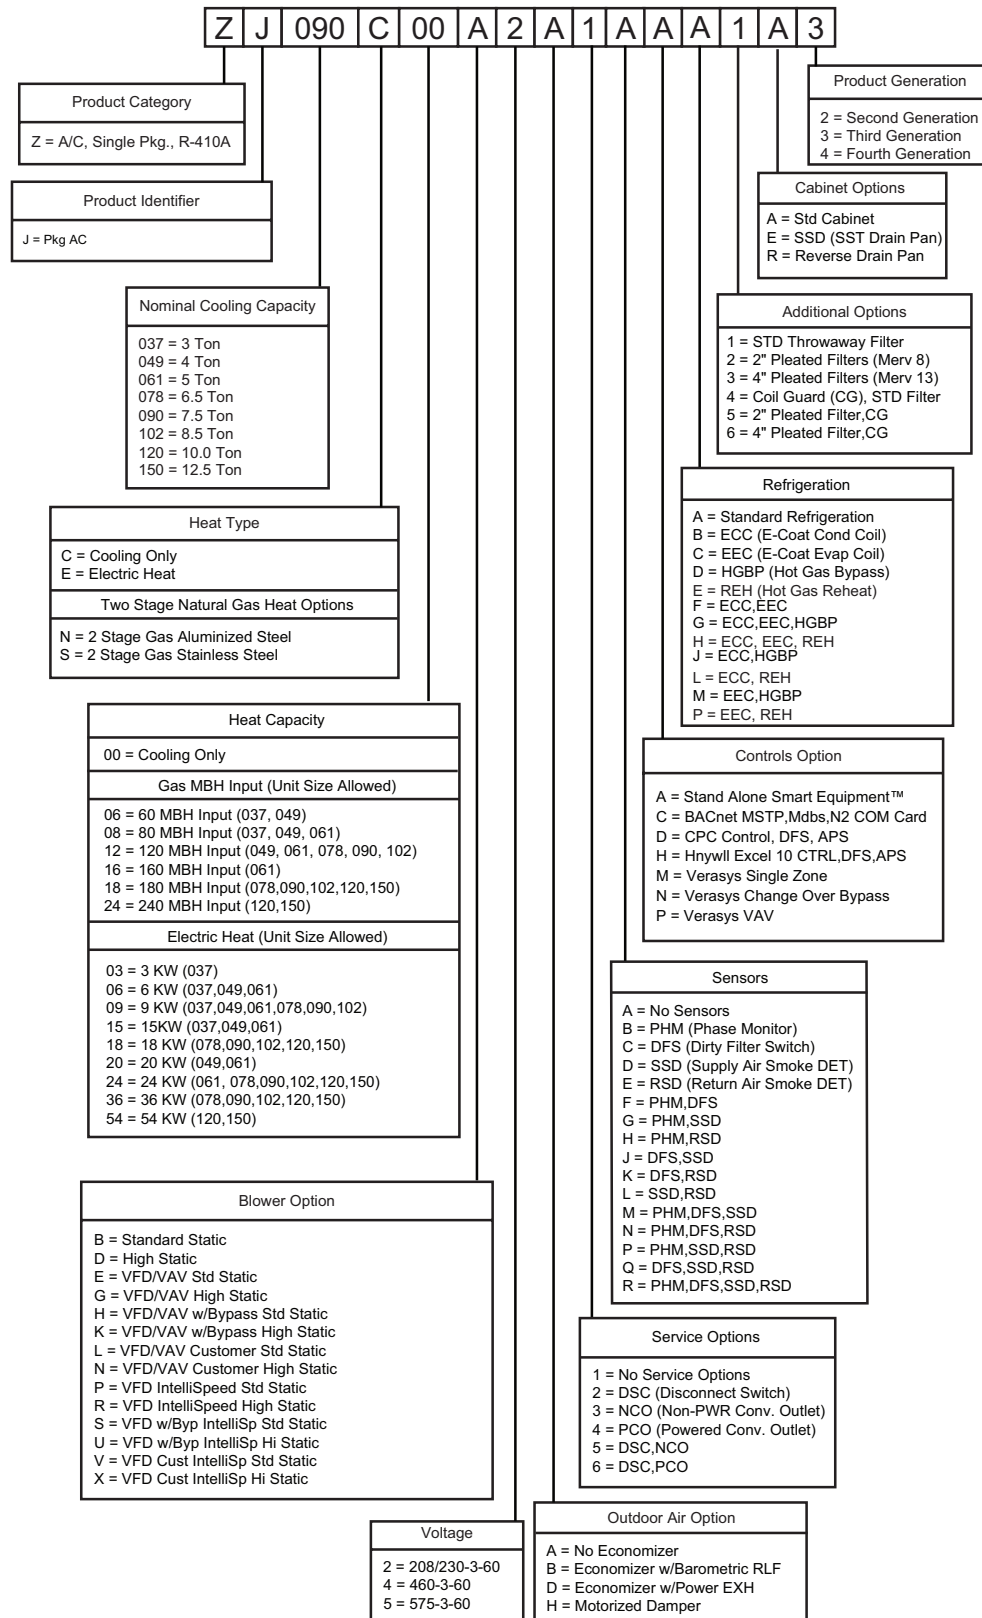 Z J 090 C 00 A 2 A 1 A A A 1 A 3
Product Category
Z = A/C, Single Pkg., R-410A
Product Identifier
J = Pkg AC
Nominal Cooling Capacity
037 = 3 Ton
049 = 4 Ton
061 = 5 Ton
078 = 6.5 Ton
090 = 7.5 Ton
102 = 8.5 Ton
120 = 10.0 Ton
150 = 12.5 Ton
Heat Type
C = Cooling Only
E = Electric Heat
Two Stage Natural Gas Heat Options
N = 2 Stage Gas Aluminized Steel
S = 2 Stage Gas Stainless Steel
Heat Capacity
00 = Cooling Only
Gas MBH Input (Unit Size Allowed)
06 = 60 MBH Input (037, 049)
08 = 80 MBH Input (037, 049, 061)
12 = 120 MBH Input (049, 061, 078, 090, 102)
16 = 160 MBH Input (061)
18 = 180 MBH Input (078,090,102,120,150)
24 = 240 MBH Input (120,150)
Electric Heat (Unit Size Allowed)
03 = 3 KW (037)
06 = 6 KW (037,049,061)
09 = 9 KW (037,049,061,078,090,102)
15 = 15KW (037,049,061)
18 = 18 KW (078,090,102,120,150)
20 = 20 KW (049,061)
24 = 24 KW (061, 078,090,102,120,150)
36 = 36 KW (078,090,102,120,150)
54 = 54 KW (120,150)
Blower Option
B = Standard Static
D = High Static
E = VFD/VAV Std Static
G = VFD/VAV High Static
H = VFD/VAV w/Bypass Std Static
K = VFD/VAV w/Bypass High Static
L = VFD/VAV Customer Std Static
N = VFD/VAV Customer High Static
P = VFD IntelliSpeed Std Static
R = VFD IntelliSpeed High Static
S = VFD w/Byp IntelliSp Std Static
U = VFD w/Byp IntelliSp Hi Static
V = VFD Cust IntelliSp Std Static
X = VFD Cust IntelliSp Hi Static
Voltage
2 = 208/230-3-60
4 = 460-3-60
5 = 575-3-60
Outdoor Air Option
A = No Economizer
B = Economizer w/Barometric RLF
D = Economizer w/Power EXH
H = Motorized Damper
Service Options
1 = No Service Options
2 = DSC (Disconnect Switch)
3 = NCO (Non-PWR Conv. Outlet)
4 = PCO (Powered Conv. Outlet)
5 = DSC,NCO
6 = DSC,PCO
Sensors
A = No Sensors
B = PHM (Phase Monitor)
C = DFS (Dirty Filter Switch)
D = SSD (Supply Air Smoke DET)
E = RSD (Return Air Smoke DET)
F = PHM,DFS
G = PHM,SSD
H = PHM,RSD
J = DFS,SSD
K = DFS,RSD
L = SSD,RSD
M = PHM,DFS,SSD
N = PHM,DFS,RSD
P = PHM,SSD,RSD
Q = DFS,SSD,RSD
R = PHM,DFS,SSD,RSD
Controls Option
A = Stand Alone Smart Equipment™
C = BACnet MSTP,Mdbs,N2 COM Card
D = CPC Control, DFS, APS
H = Hnywll Excel 10 CTRL,DFS,APS
M = Verasys Single Zone
N = Verasys Change Over Bypass
P = Verasys VAV
Refrigeration
A = Standard Refrigeration
B = ECC (E-Coat Cond Coil)
C = EEC (E-Coat Evap Coil)
D = HGBP (Hot Gas Bypass)
E = REH (Hot Gas Reheat)
F = ECC,EEC
G = ECC,EEC,HGBP
H = ECC, EEC, REH
J = ECC,HGBP
L = ECC, REH
M = EEC,HGBP
P = EEC, REH
Additional Options
1 = STD Throwaway Filter
2 = 2" Pleated Filters (Merv 8)
3 = 4" Pleated Filters (Merv 13)
4 = Coil Guard (CG), STD Filter
5 = 2" Pleated Filter,CG
6 = 4" Pleated Filter,CG
Cabinet Options
A = Std Cabinet
E = SSD (SST Drain Pan)
R = Reverse Drain Pan
Product Generation
2 = Second Generation
3 = Third Generation
4 = Fourth Generation